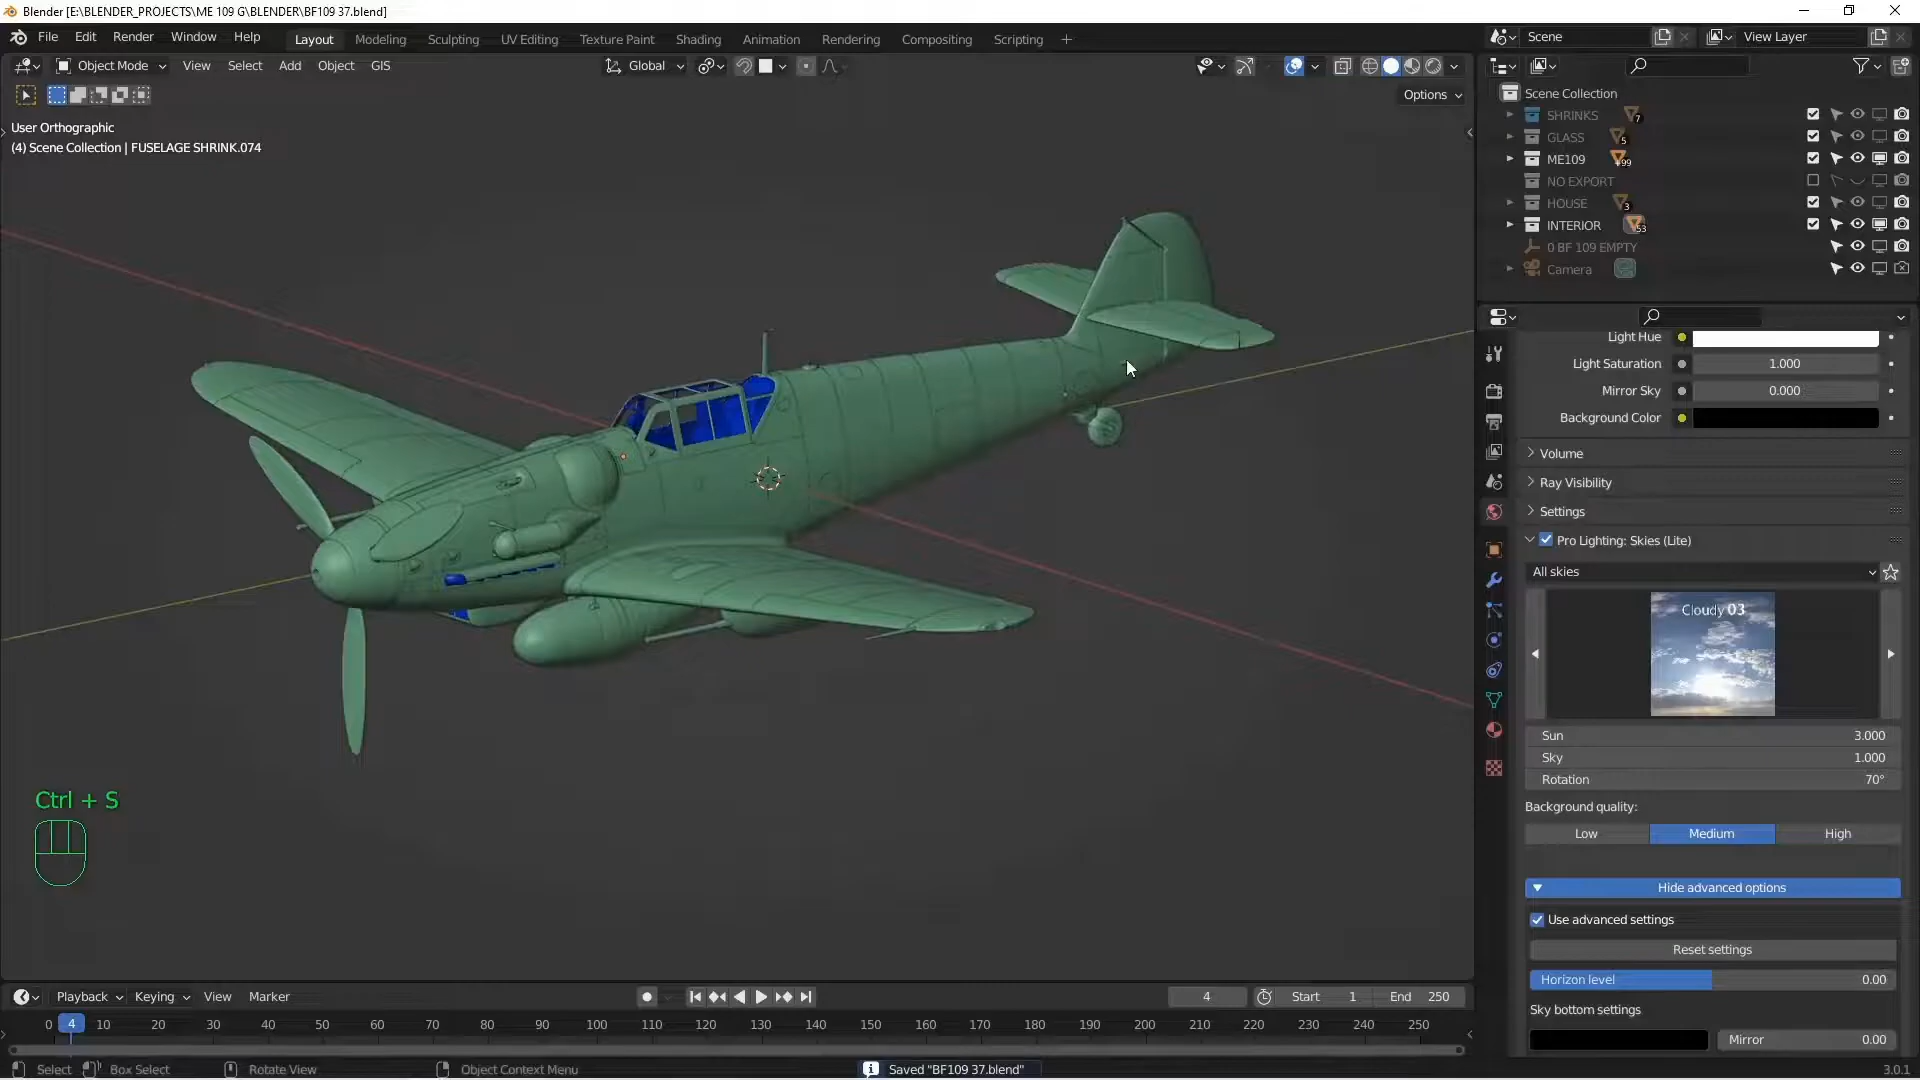 Blender [E:\BLENDER_PROJECTS\ME 109 G\BLENDER\BF109 37.blend]
File Edit Render Window Help Layout Modeling Sculpting UV Editing Texture Paint Shading Animation Rendering Compositing Scripting + Scene View Layer
Object Mode View Select Add Object GIS Global
Options
User Orthographic
(4) Scene Collection | FUSELAGE SHRINK.074
Scene Collection
SHRINKS 7
GLASS 5
ME109 99
NO EXPORT
HOUSE 3
INTERIOR 53
0 BF 109 EMPTY
Camera
Light Hue
Light Saturation 1.000
Mirror Sky 0.000
Background Color
Volume
Ray Visibility
Settings
Pro Lighting: Skies (Lite)
All skies
Cloudy 03
Sun 3.000
Sky 1.000
Rotation 70°
Background quality:
Low Medium High
Hide advanced options
Use advanced settings
Reset settings
Horizon level 0.00
Sky bottom settings
Mirror 0.00
Ctrl + S
Playback Keying View Marker 4 Start 1 End 250
0 4 10 20 30 40 50 60 70 80 90 100 110 120 130 140 150 160 170 180 190 200 210 220 230 240 250
Select Box Select Rotate View Object Context Menu Saved "BF109 37.blend" 3.0.1